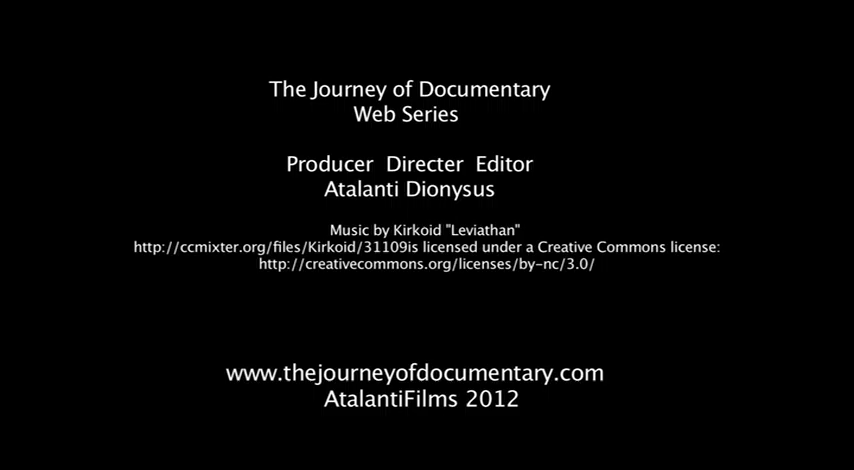 The Journey of Documentary
Web Series
Producer Directer Editor
Atalanti Dionysus
Music by Kirkoid "Leviathan"
http://ccmixter.org/files/Kirkoid/31109is licensed under a Creative Commons license:
http://creativecommons.org/licenses/by-nc/3.0/
www.thejourneyofdocumentary.com
AtalantiFilms 2012